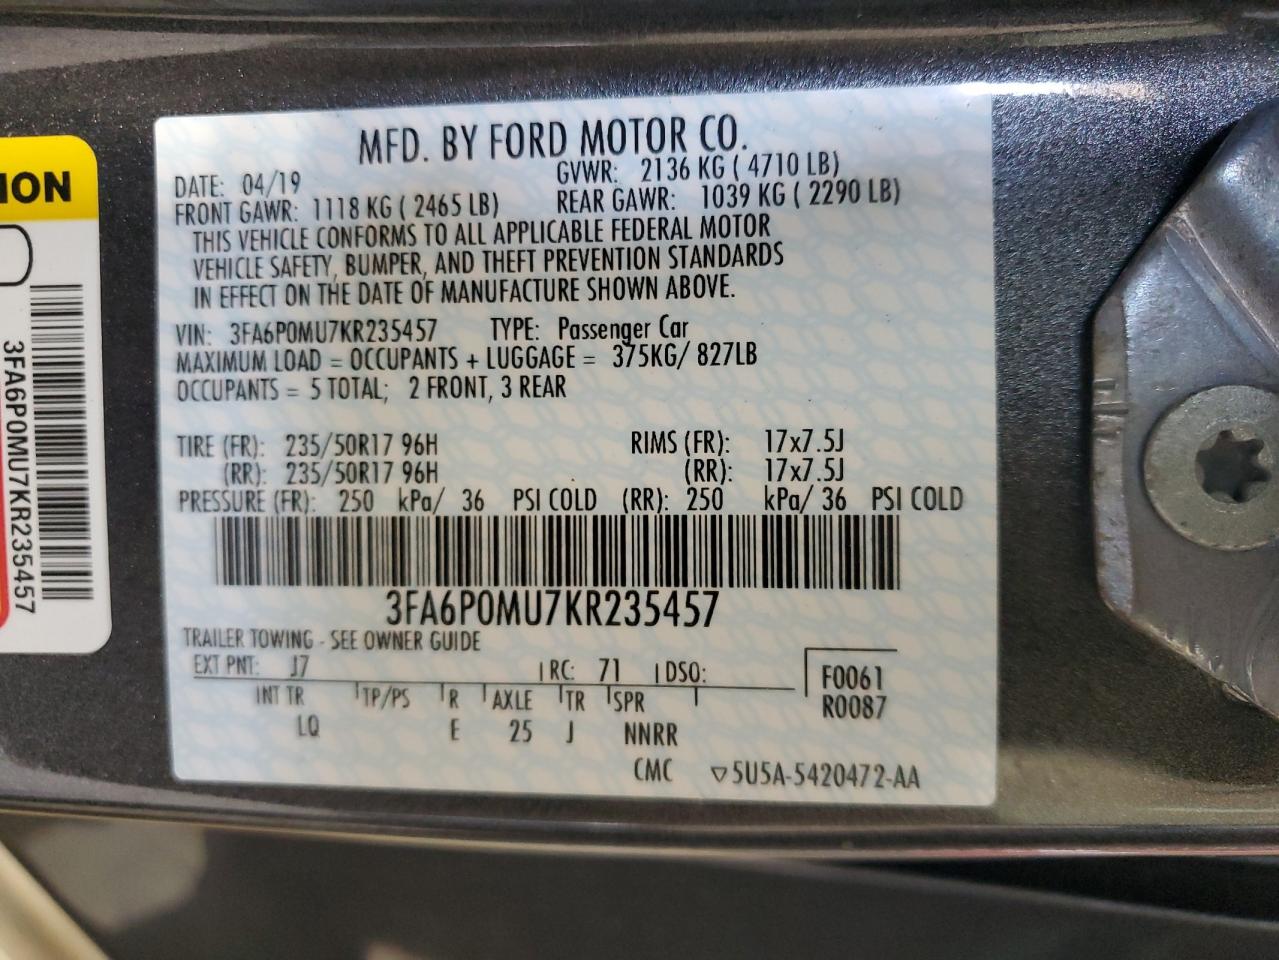 MFD. BY FORD MOTOR CO.
DATE: 04/19 GVWR: 2136 KG ( 4710 LB)
FRONT GAWR: 1118 KG ( 2465 LB) REAR GAWR: 1039 KG ( 2290 LB)
THIS VEHICLE CONFORMS TO ALL APPLICABLE FEDERAL MOTOR
VEHICLE SAFETY, BUMPER, AND THEFT PREVENTION STANDARDS
IN EFFECT ON THE DATE OF MANUFACTURE SHOWN ABOVE.
VIN: 3FA6P0MU7KR235457 TYPE: Passenger Car
MAXIMUM LOAD = OCCUPANTS + LUGGAGE = 375KG/ 827LB
OCCUPANTS = 5 TOTAL; 2 FRONT, 3 REAR
TIRE (FR): 235/50R17 96H RIMS (FR): 17x7.5J
(RR): 235/50R17 96H (RR): 17x7.5J
PRESSURE (FR): 250 kPa/ 36 PSI COLD (RR): 250 kPa/ 36 PSI COLD
3FA6P0MU7KR235457
TRAILER TOWING - SEE OWNER GUIDE
EXT PNT: J7 RC: 71 DSO:
INT TR TP/PS R AXLE TR SPR
LQ E 25 J NNRR
F0061
R0087
CMC ▽5U5A-5420472-AA
ION
3FA6P0MU7KR235457